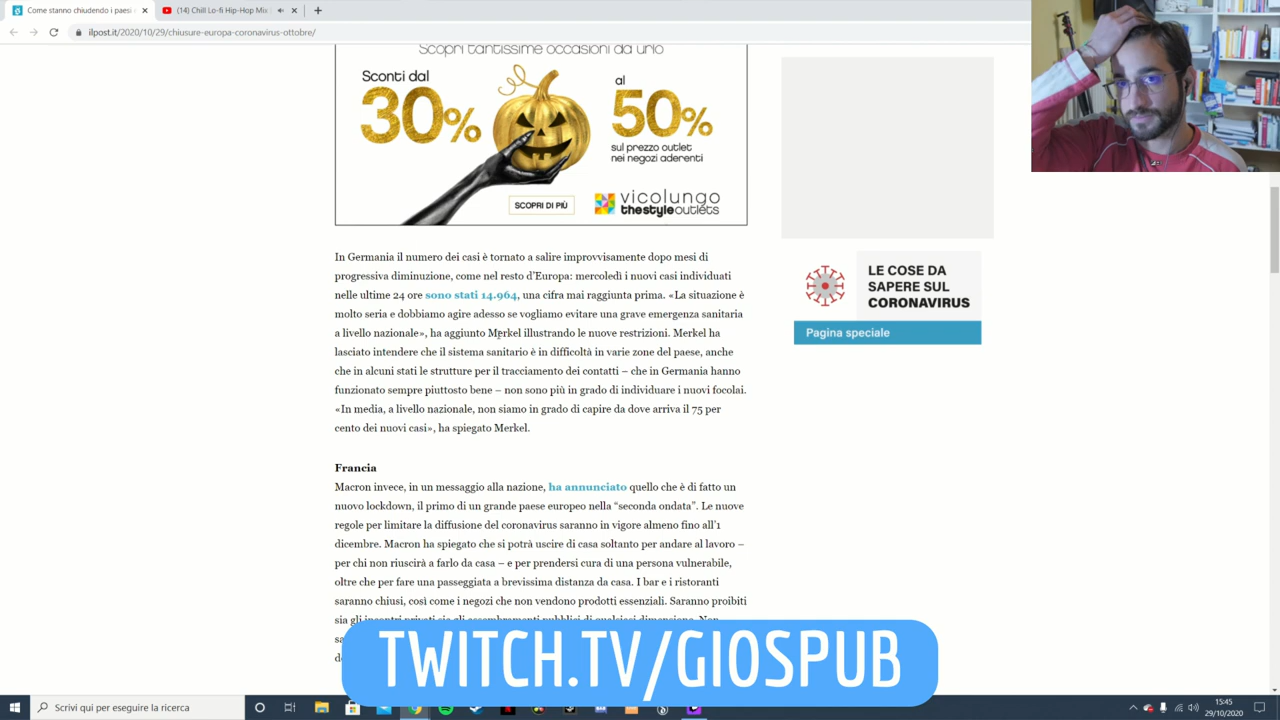 Come stanno chiudendo i paesi
(14) Chill Lo-fi Hip-Hop Mix
ilpost.it/2020/10/29/chiusure-europa-coronavirus-ottobre/
Scopri tantissime occasioni da urlo
Sconti dal
30%
al
50%
sul prezzo outlet
nei negozi aderenti
SCOPRI DI PIÙ
vicolungo
thestyleoutlets
In Germania il numero dei casi è tornato a salire improvvisamente dopo mesi di
progressiva diminuzione, come nel resto d'Europa: mercoledì i nuovi casi individuati
nelle ultime 24 ore sono stati 14.964, una cifra mai raggiunta prima. «La situazione è
molto seria e dobbiamo agire adesso se vogliamo evitare una grave emergenza sanitaria
a livello nazionale», ha aggiunto Merkel illustrando le nuove restrizioni. Merkel ha
lasciato intendere che il sistema sanitario è in difficoltà in varie zone del paese, anche
che in alcuni stati le strutture per il tracciamento dei contatti – che in Germania hanno
funzionato sempre piuttosto bene – non sono più in grado di individuare i nuovi focolai.
«In media, a livello nazionale, non siamo in grado di capire da dove arriva il 75 per
cento dei nuovi casi», ha spiegato Merkel.
LE COSE DA
SAPERE SUL
CORONAVIRUS
Pagina speciale
Francia
Macron invece, in un messaggio alla nazione, ha annunciato quello che è di fatto un
nuovo lockdown, il primo di un grande paese europeo nella “seconda ondata”. Le nuove
regole per limitare la diffusione del coronavirus saranno in vigore almeno fino all'1
dicembre. Macron ha spiegato che si potrà uscire di casa soltanto per andare al lavoro –
per chi non riuscirà a farlo da casa – e per prendersi cura di una persona vulnerabile,
oltre che per fare una passeggiata a brevissima distanza da casa. I bar e i ristoranti
saranno chiusi, così come i negozi che non vendono prodotti essenziali. Saranno proibiti
sia gli incontri privati sia gli assembramenti pubblici di qualsiasi dimensione. Non
TWITCH.TV/GIOSPUB
Scrivi qui per eseguire la ricerca
15:45
29/10/2020